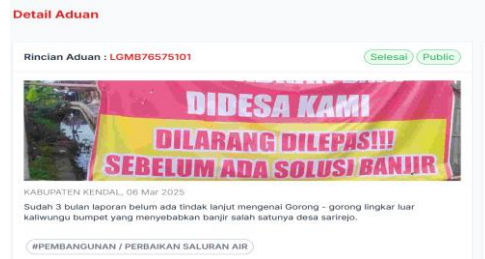 Detail Aduan
Rincian Aduan : LGMB76575101
Selesai
Public
DIDESA KAMI
DILARANG DILEPAS!!!
SEBELUM ADA SOLUSI BANJIR
KABUPATEN KENDAL, 06 Mar 2025
Sudah 3 bulan laporan belum ada tindak lanjut mengenai Gorong - gorong lingkar luar
kaliwungu bumpet yang menyebabkan banjir salah satunya desa sarirejo.
#PEMBANGUNAN / PERBAIKAN SALURAN AIR